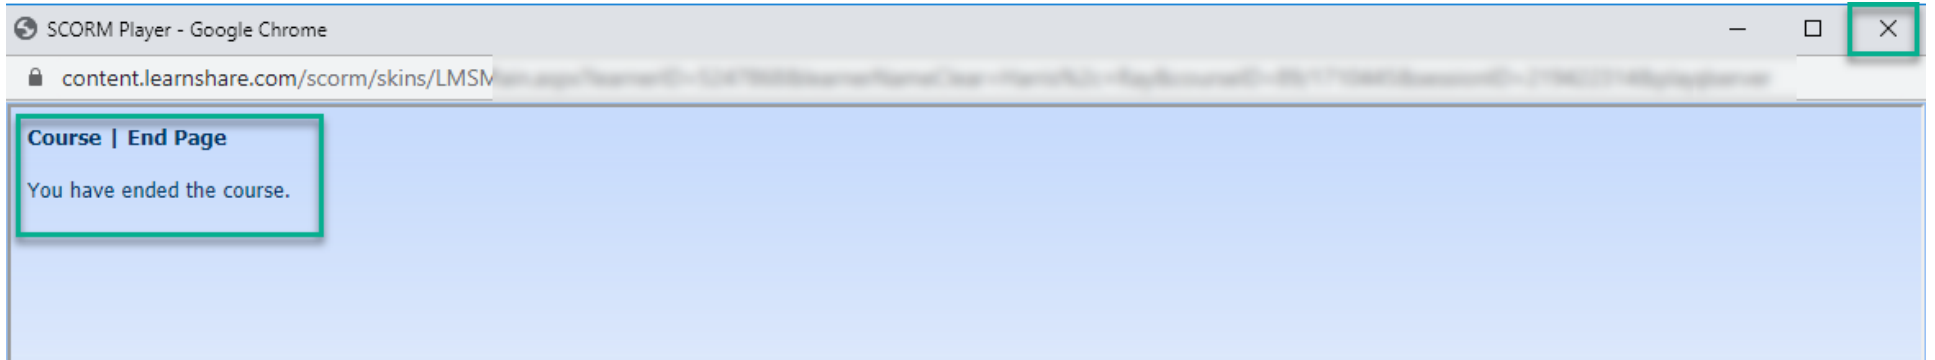 SCORM Player - Google Chrome
content.learnshare.com/scorm/skins/LMSM
Course | End Page
You have ended the course.